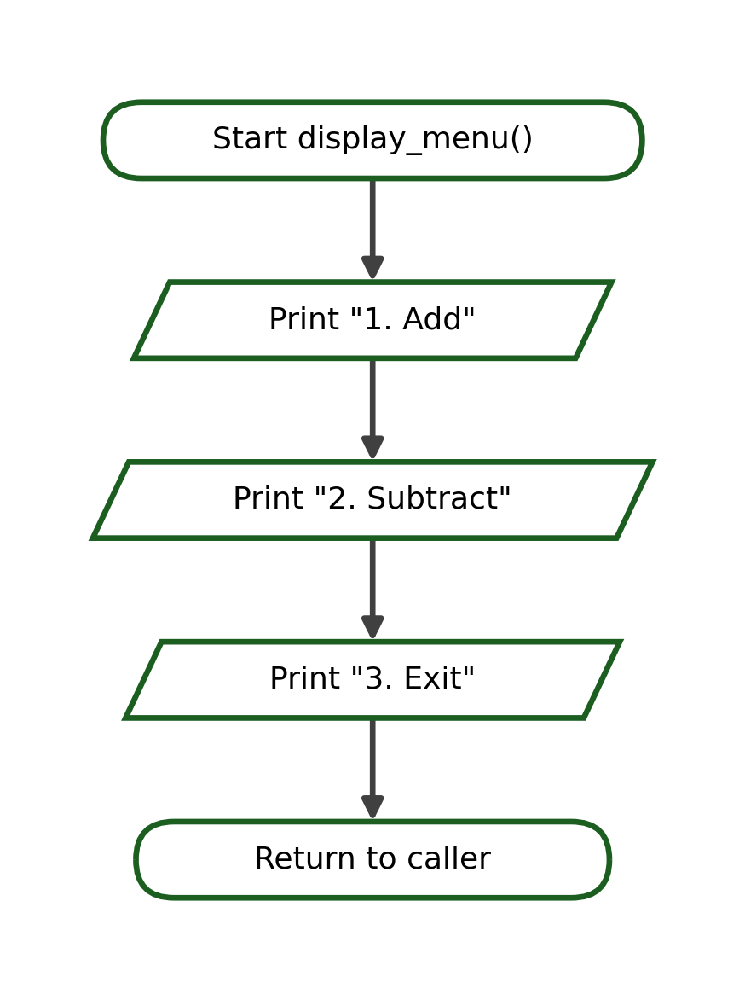 Start display_menu()
Print "1. Add"
Print "2. Subtract"
Print "3. Exit"
Return to caller